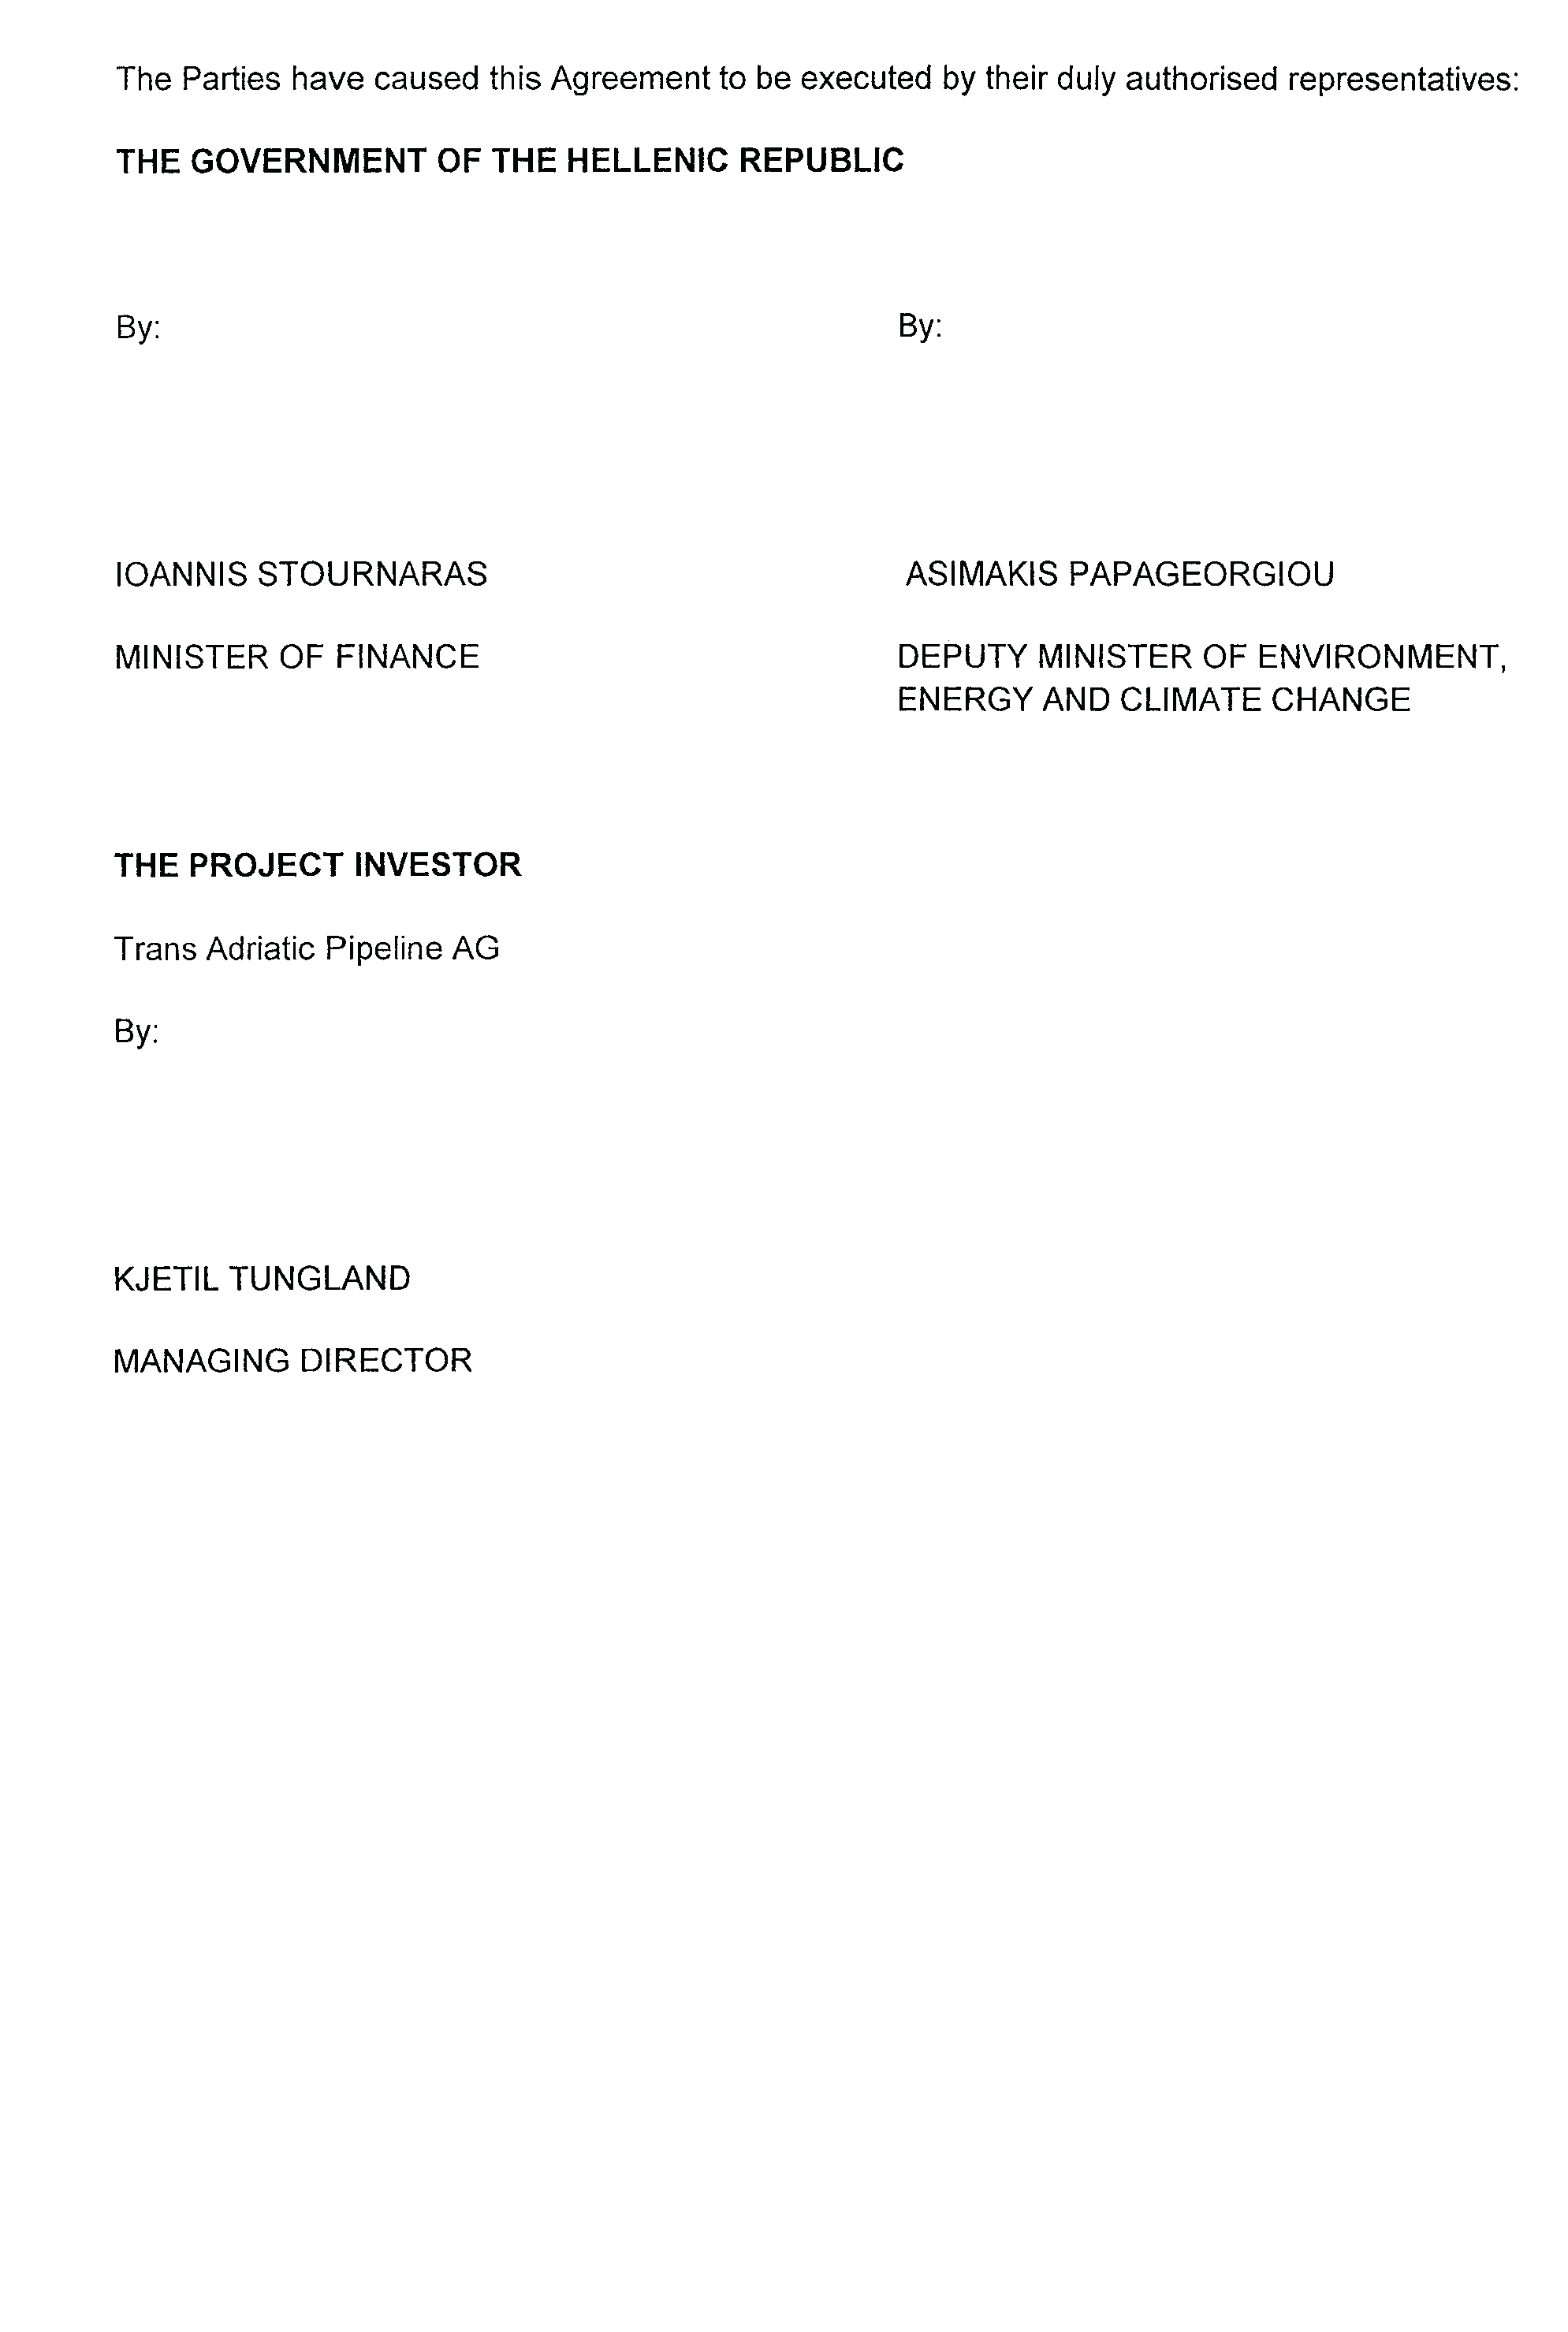 The Parties have caused this Agreement to be executed by their duly authorised representatives:
THE GOVERNMENT OF THE HELLENIC REPUBLIC
By:
By:
IOANNIS STOURNARAS
ASIMAKIS PAPAGEORGIOU
MINISTER OF FINANCE
DEPUTY MINISTER OF ENVIRONMENT,
ENERGY AND CLIMATE CHANGE
THE PROJECT INVESTOR
Trans Adriatic Pipeline AG
By:
KJETIL TUNGLAND
MANAGING DIRECTOR